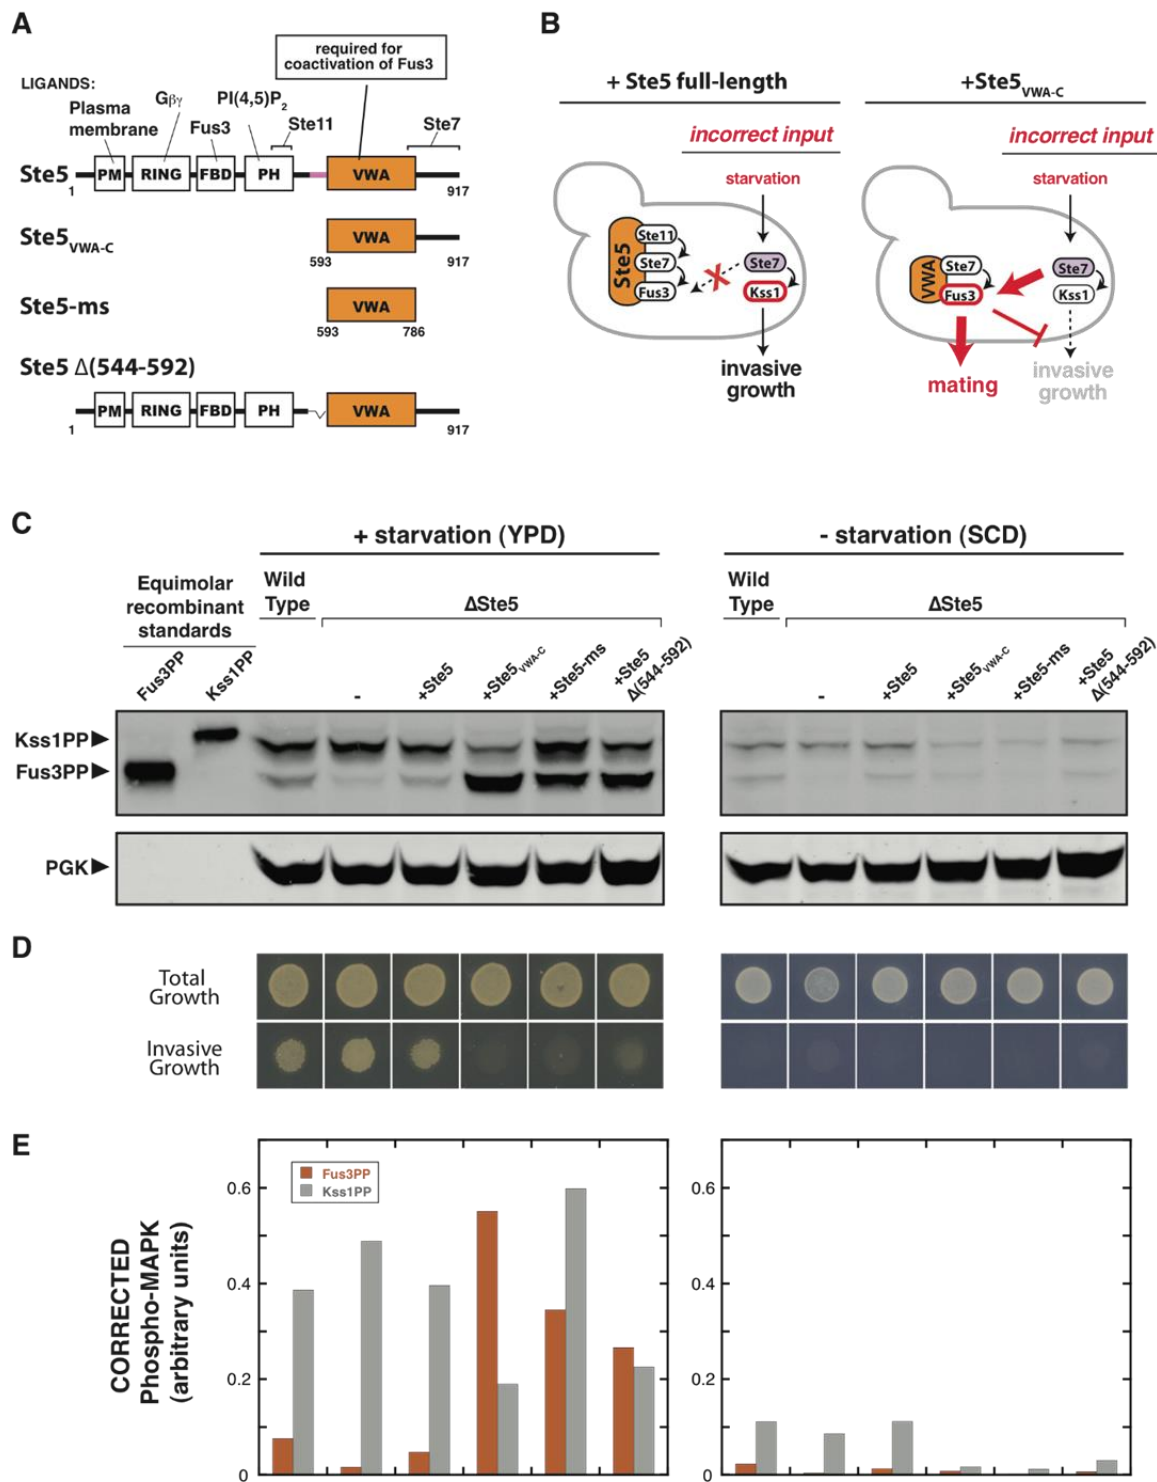 A
required for
coactivation of Fus3
LIGANDS:
Plasma
membrane
Gβγ
Fus3
PI(4,5)P2
Ste11
Ste7
Ste5
PM
RING
FBD
PH
VWA
1
917
Ste5VWA-C
VWA
593
917
Ste5-ms
VWA
593
786
Ste5 Δ(544-592)
PM
RING
FBD
PH
VWA
1
917
B
+ Ste5 full-length
incorrect input
starvation
Ste5
Ste11
Ste7
Fus3
X
Ste7
Kss1
invasive
growth
+Ste5VWA-C
incorrect input
starvation
VWA
Ste7
Fus3
Ste7
Kss1
mating
invasive
growth
C
+ starvation (YPD)
- starvation (SCD)
Equimolar
recombinant
standards
Fus3PP
Kss1PP
Wild
Type
ΔSte5
-
+Ste5
+Ste5VWA-C
+Ste5-ms
+Ste5
Δ(544-592)
Wild
Type
ΔSte5
-
+Ste5
+Ste5VWA-C
+Ste5-ms
+Ste5
Δ(544-592)
Kss1PP
Fus3PP
PGK
D
Total
Growth
Invasive
Growth
E
CORRECTED
Phospho-MAPK
(arbitrary units)
Fus3PP
Kss1PP
0.6
0.4
0.2
0
0.6
0.4
0.2
0